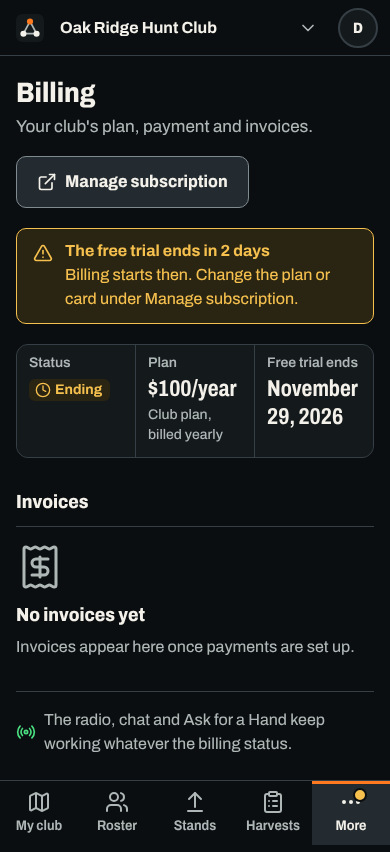 Oak Ridge Hunt Club
D
Billing
Your club's plan, payment and invoices.
Manage subscription
The free trial ends in 2 days
Billing starts then. Change the plan or
card under Manage subscription.
Status
Ending
Plan
$100/year
Club plan,
billed yearly
Free trial ends
November
29, 2026
Invoices
No invoices yet
Invoices appear here once payments are set up.
The radio, chat and Ask for a Hand keep
working whatever the billing status.
My club
Roster
Stands
Harvests
More